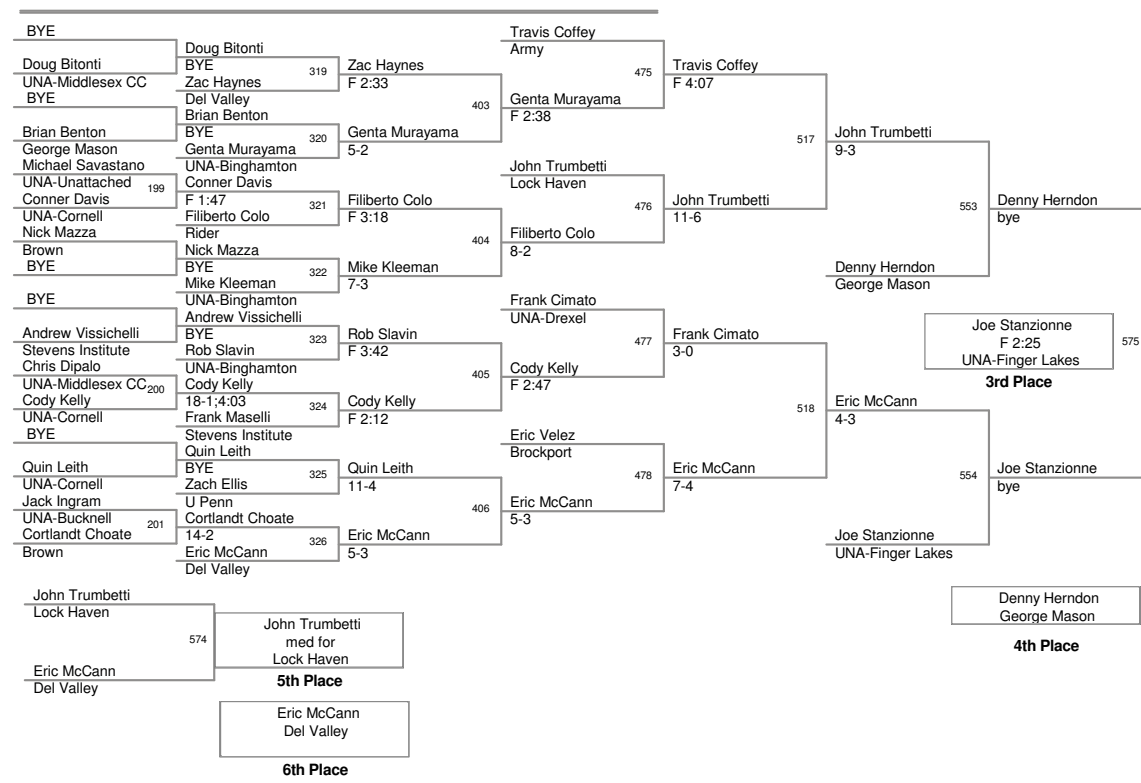 BYE
Doug Bitonti
UNA-Middlesex CC
BYE
Brian Benton
George Mason
Michael Savastano
UNA-Unattached
199
Conner Davis
UNA-Cornell
Nick Mazza
Brown
BYE
BYE
Andrew Vissichelli
Stevens Institute
Chris Dipalo
UNA-Middlesex CC
200
Cody Kelly
UNA-Cornell
BYE
Quin Leith
UNA-Cornell
Jack Ingram
UNA-Bucknell
201
Cortlandt Choate
Brown
Doug Bitonti
BYE
319
Zac Haynes
Del Valley
Brian Benton
BYE
320
Genta Murayama
UNA-Binghamton
Conner Davis
F 1:47
321
Filiberto Colo
Rider
Nick Mazza
BYE
322
Mike Kleeman
UNA-Binghamton
Andrew Vissichelli
BYE
323
Rob Slavin
UNA-Binghamton
Cody Kelly
18-1;4:03
324
Frank Maselli
Stevens Institute
Quin Leith
BYE
325
Zach Ellis
U Penn
Cortlandt Choate
14-2
326
Eric McCann
Del Valley
Zac Haynes
F 2:33
403
Genta Murayama
5-2
Filiberto Colo
F 3:18
404
Mike Kleeman
7-3
Rob Slavin
F 3:42
405
Cody Kelly
F 2:12
Quin Leith
11-4
406
Eric McCann
5-3
Travis Coffey
Army
475
Genta Murayama
F 2:38
John Trumbetti
Lock Haven
476
Filiberto Colo
8-2
Frank Cimato
UNA-Drexel
477
Cody Kelly
F 2:47
Eric Velez
Brockport
478
Eric McCann
5-3
Travis Coffey
F 4:07
517
John Trumbetti
11-6
Frank Cimato
3-0
518
Eric McCann
7-4
John Trumbetti
9-3
553
Denny Herndon
George Mason
Eric McCann
4-3
554
Joe Stanzionne
UNA-Finger Lakes
Denny Herndon
bye
Joe Stanzionne
F 2:25
UNA-Finger Lakes
575
3rd Place
Joe Stanzionne
bye
Denny Herndon
George Mason
4th Place
John Trumbetti
Lock Haven
574
Eric McCann
Del Valley
John Trumbetti
med for
Lock Haven
5th Place
Eric McCann
Del Valley
6th Place